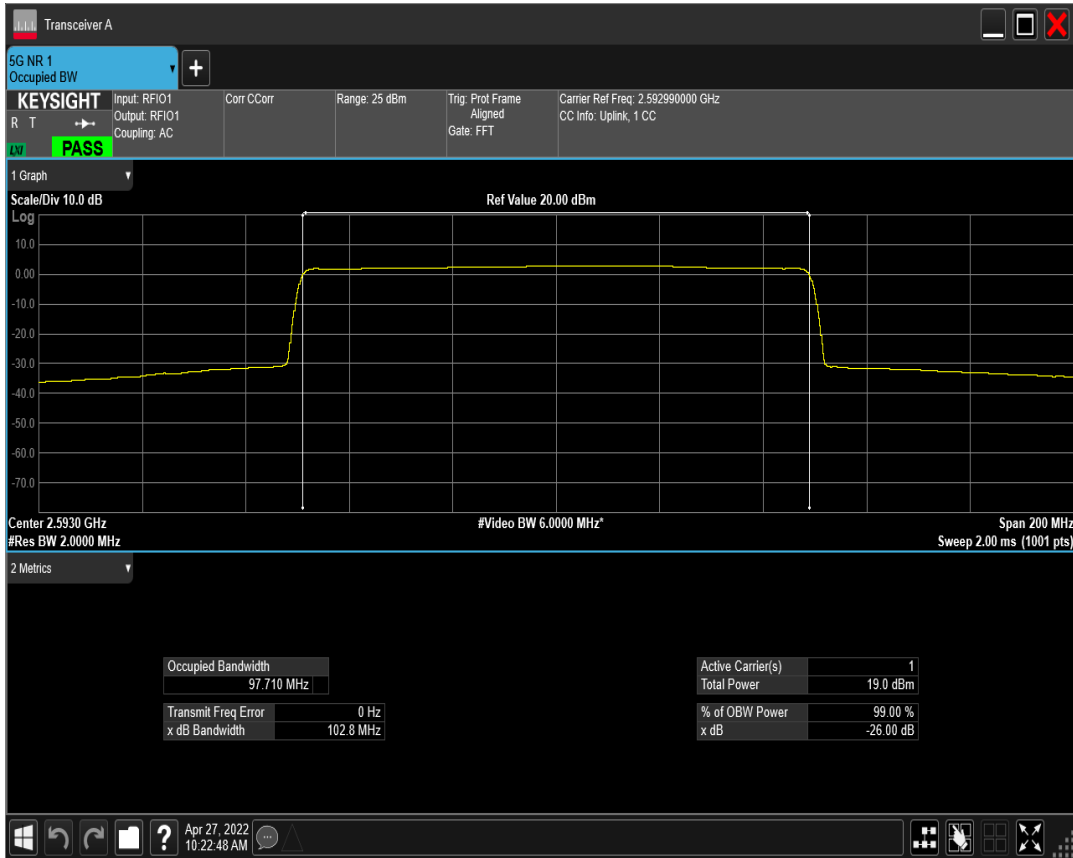 Transceiver A
5G NR 1
Occupied BW
KEYSIGHT
R T
LXI
PASS
Input: RFIO1
Output: RFIO1
Coupling: AC
Corr CCorr
Range: 25 dBm
Trig: Prot Frame
Aligned
Gate: FFT
Carrier Ref Freq: 2.592990000 GHz
CC Info: Uplink, 1 CC
1 Graph
Scale/Div 10.0 dB
Ref Value 20.00 dBm
Log
10.0
0.00
-10.0
-20.0
-30.0
-40.0
-50.0
-60.0
-70.0
Center 2.5930 GHz
#Video BW 6.0000 MHz*
Span 200 MHz
#Res BW 2.0000 MHz
Sweep 2.00 ms (1001 pts)
2 Metrics
Occupied Bandwidth
97.710 MHz
Transmit Freq Error 0 Hz
x dB Bandwidth 102.8 MHz
Active Carrier(s) 1
Total Power 19.0 dBm
% of OBW Power 99.00 %
x dB -26.00 dB
?
Apr 27, 2022
10:22:48 AM